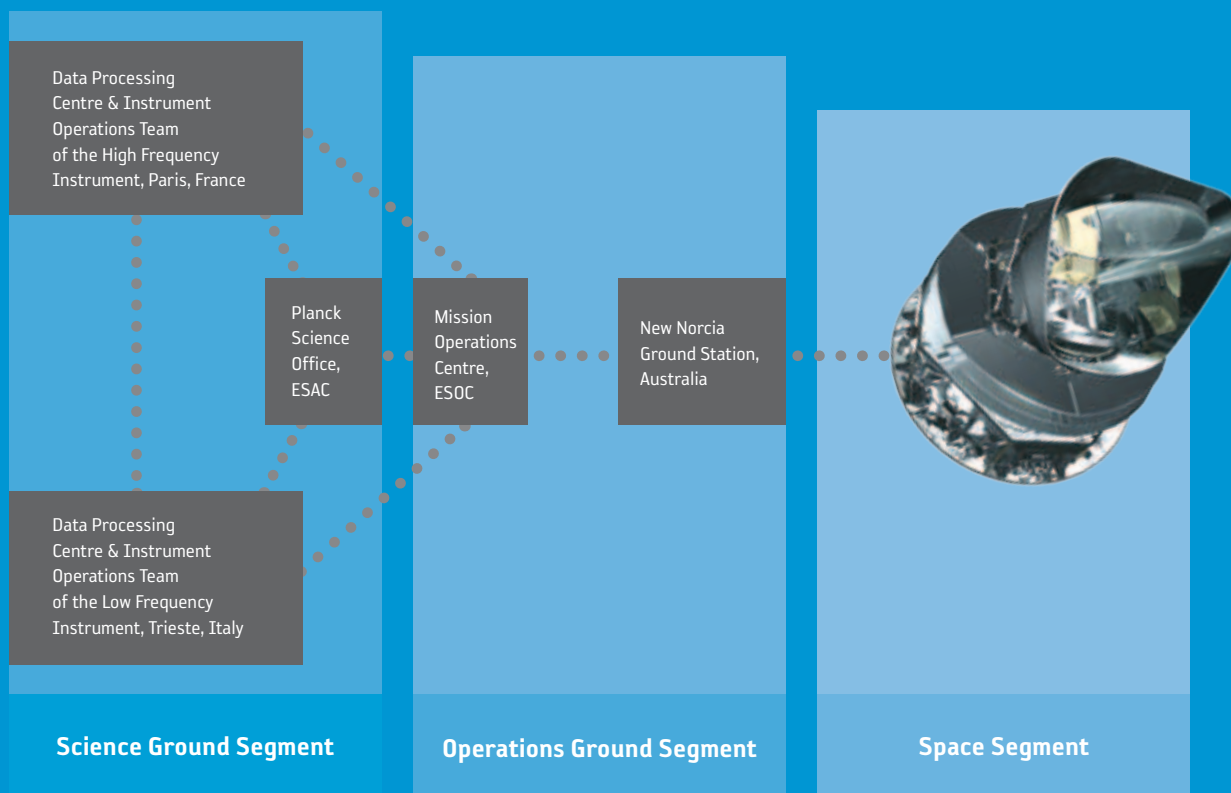 Data Processing
Centre & Instrument
Operations Team
of the High Frequency
Instrument, Paris, France
Planck
Science
Office,
ESAC
Mission
Operations
Centre,
ESOC
New Norcia
Ground Station,
Australia
Data Processing
Centre & Instrument
Operations Team
of the Low Frequency
Instrument, Trieste, Italy
Science Ground Segment
Operations Ground Segment
Space Segment